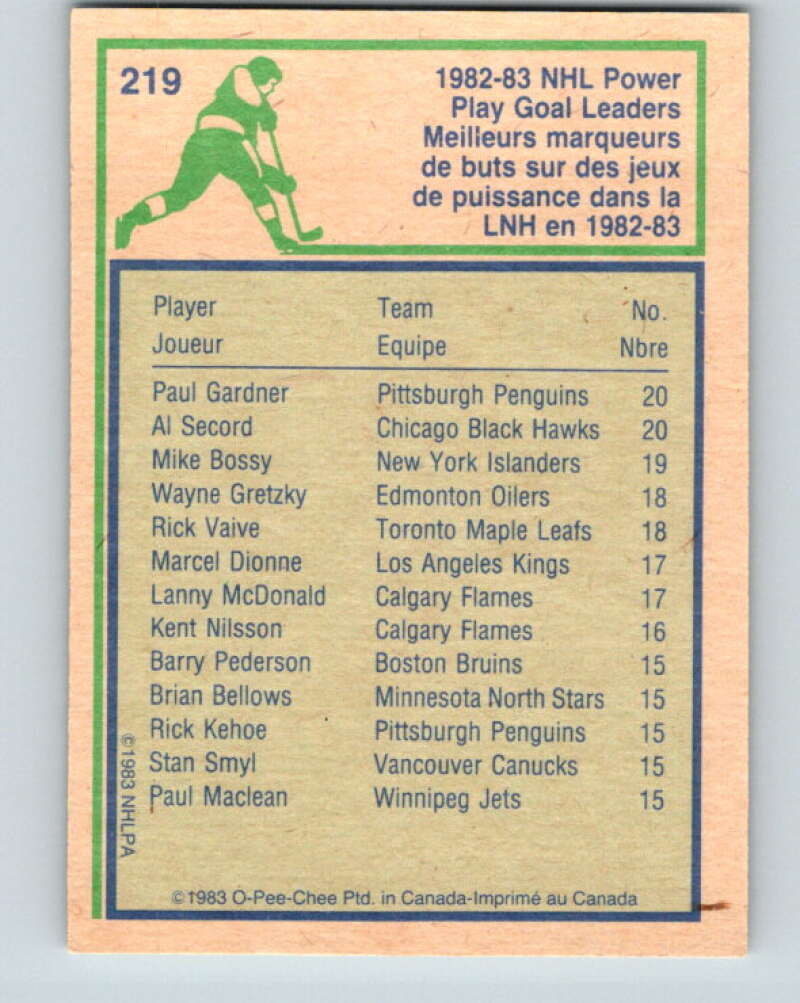 219
1982-83 NHL Power
Play Goal Leaders
Meilleurs marqueurs
de buts sur des jeux
de puissance dans la
LNH en 1982-83
Player Team No.
Joueur Equipe Nbre
Paul Gardner Pittsburgh Penguins 20
Al Secord Chicago Black Hawks 20
Mike Bossy New York Islanders 19
Wayne Gretzky Edmonton Oilers 18
Rick Vaive Toronto Maple Leafs 18
Marcel Dionne Los Angeles Kings 17
Lanny McDonald Calgary Flames 17
Kent Nilsson Calgary Flames 16
Barry Pederson Boston Bruins 15
Brian Bellows Minnesota North Stars 15
Rick Kehoe Pittsburgh Penguins 15
Stan Smyl Vancouver Canucks 15
Paul Maclean Winnipeg Jets 15
©1983 NHLPA
©1983 O-Pee-Chee Ptd. in Canada-Imprimé au Canada